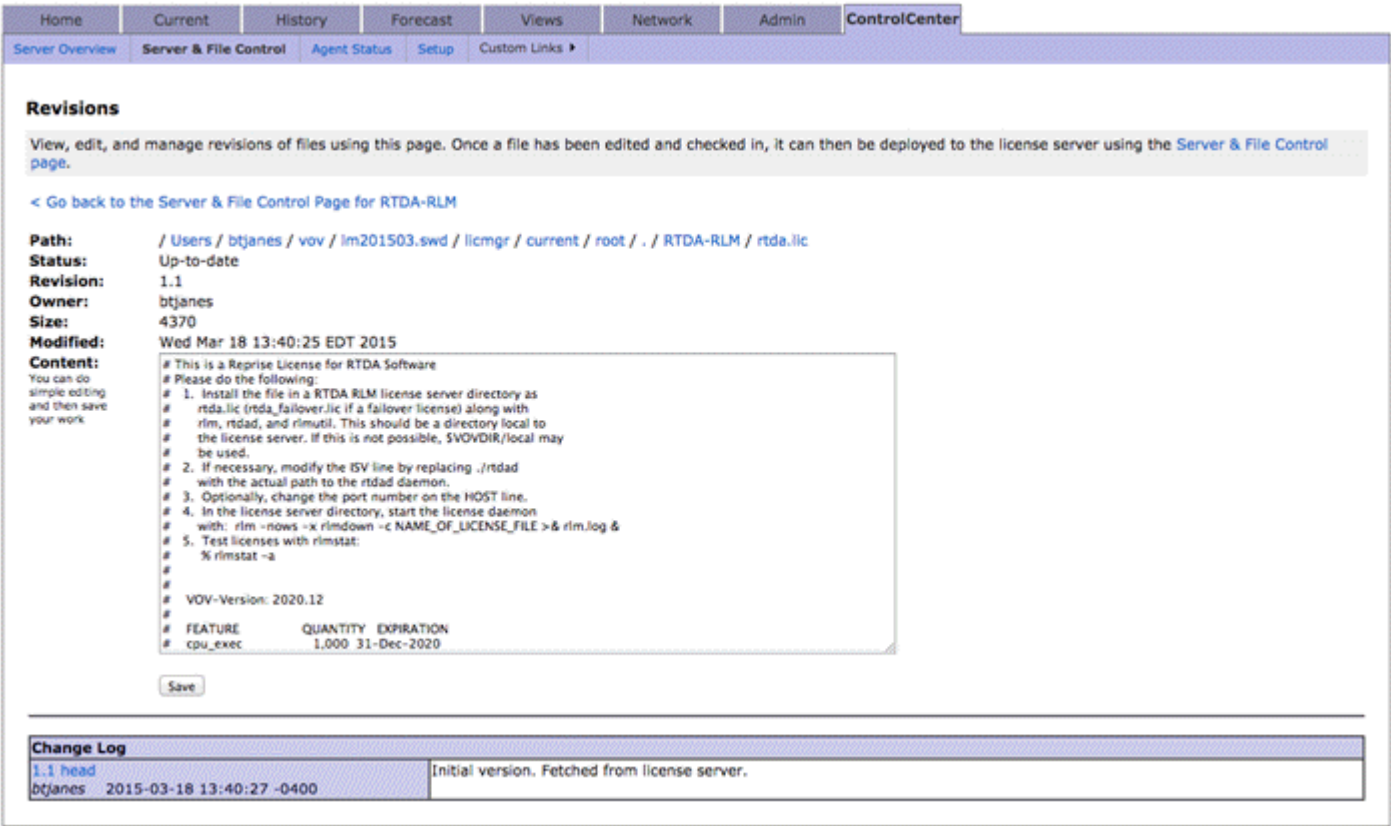 Home Current History Forecast Views Network Admin ControlCenter
Server Overview Server & File Control Agent Status Setup Custom Links ▸
Revisions
View, edit, and manage revisions of files using this page. Once a file has been edited and checked in, it can then be deployed to the license server using the Server & File Control
page.
< Go back to the Server & File Control Page for RTDA-RLM
Path: / Users / btjanes / vov / lm201503.swd / licmgr / current / root / . / RTDA-RLM / rtda.lic
Status: Up-to-date
Revision: 1.1
Owner: btjanes
Size: 4370
Modified: Wed Mar 18 13:40:25 EDT 2015
Content:
You can do
simple editing
and then save
your work
# This is a Reprise License for RTDA Software
# Please do the following:
# 1. Install the file in a RTDA RLM license server directory as
# rtda.lic (rtda_failover.lic if a failover license) along with
# rlm, rtdad, and rlmutil. This should be a directory local to
# the license server. If this is not possible, $VOVDIR/local may
# be used.
# 2. If necessary, modify the ISV line by replacing ./rtdad
# with the actual path to the rtdad daemon.
# 3. Optionally, change the port number on the HOST line.
# 4. In the license server directory, start the license daemon
# with: rlm -nows -x rlmdown -c NAME_OF_LICENSE_FILE >& rlm.log &
# 5. Test licenses with rlmstat:
# % rlmstat -a
#
#
# VOV-Version: 2020.12
#
# FEATURE QUANTITY EXPIRATION
# cpu_exec 1,000 31-Dec-2020
Save
Change Log
1.1 head Initial version. Fetched from license server.
btjanes 2015-03-18 13:40:27 -0400